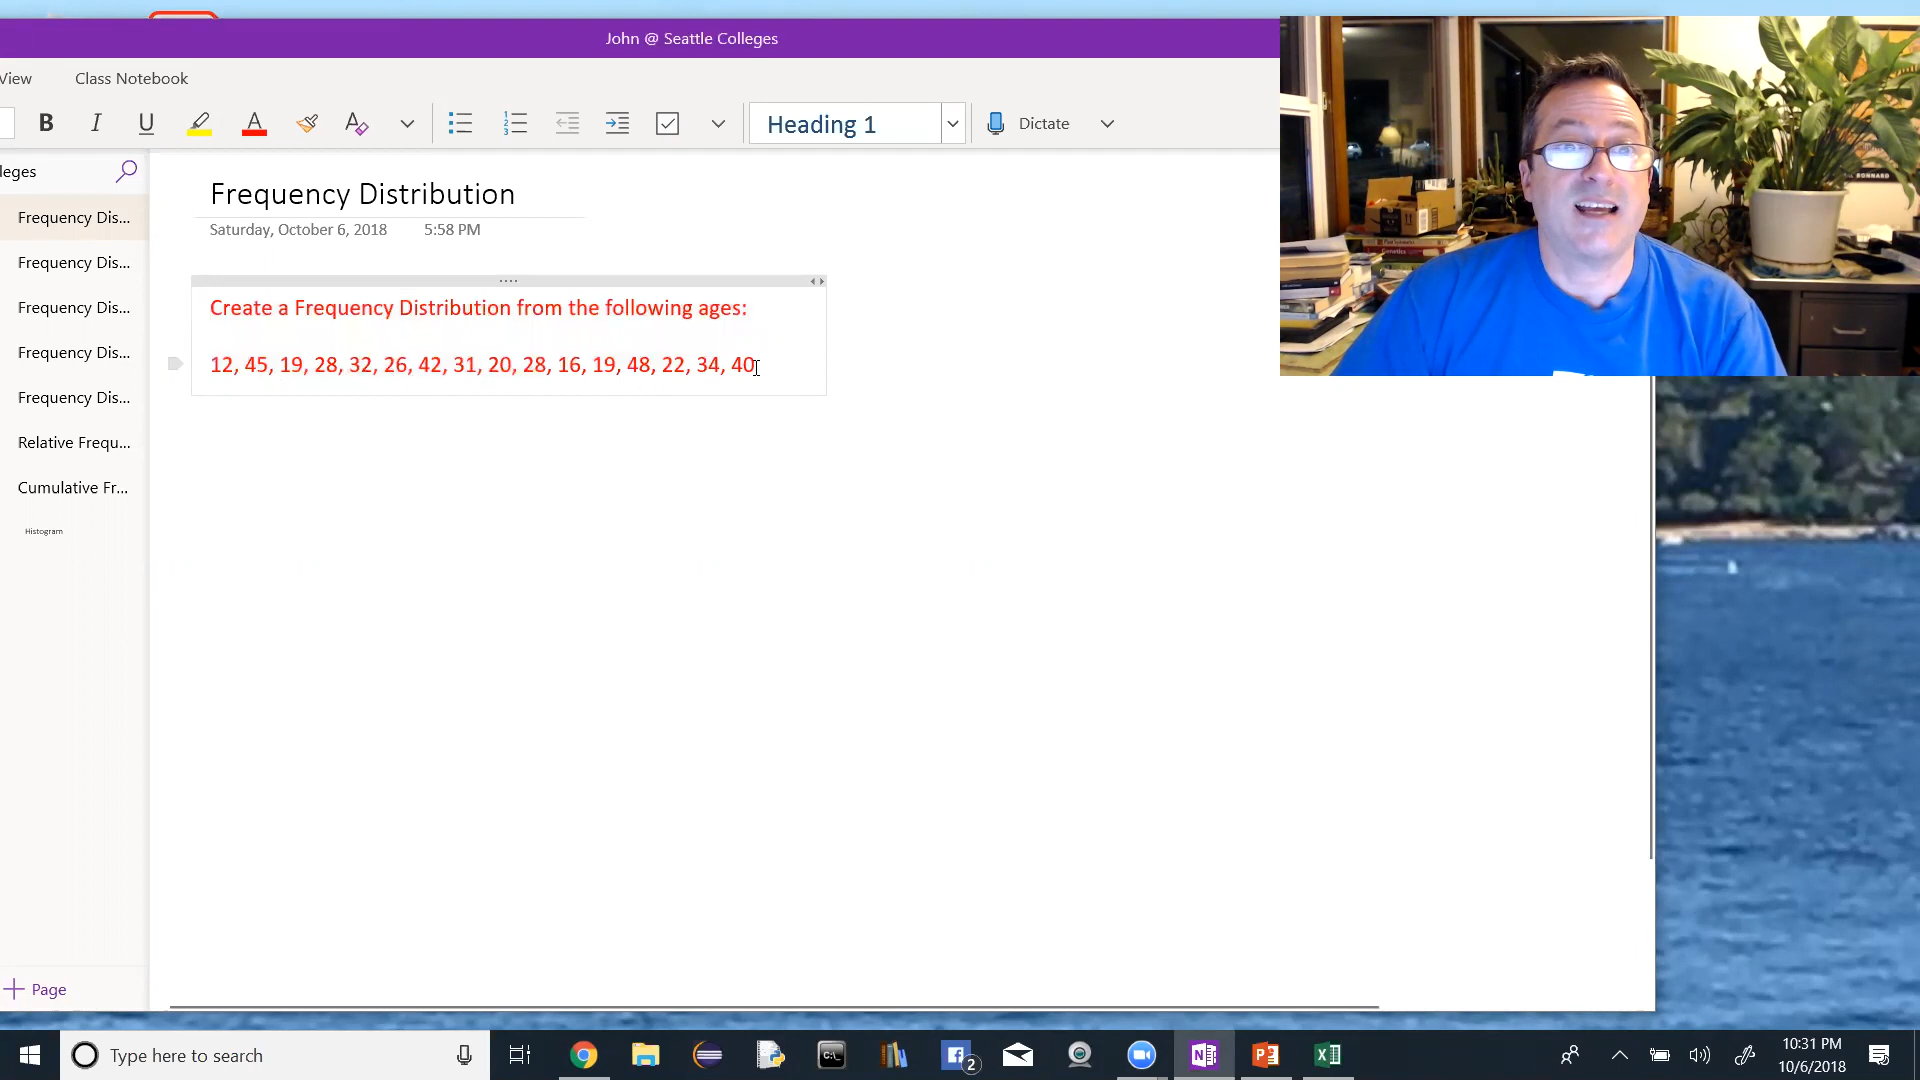 John @ Seattle Colleges
View Class Notebook
B I U A A Heading 1 Dictate
leges
Frequency Distribution
Saturday, October 6, 2018 5:58 PM
Create a Frequency Distribution from the following ages:
12, 45, 19, 28, 32, 26, 42, 31, 20, 28, 16, 19, 48, 22, 34, 40
Frequency Dis...
Frequency Dis...
Frequency Dis...
Frequency Dis...
Frequency Dis...
Relative Frequ...
Cumulative Fr...
Histogram
Page
Type here to search
2
10:31 PM
10/6/2018